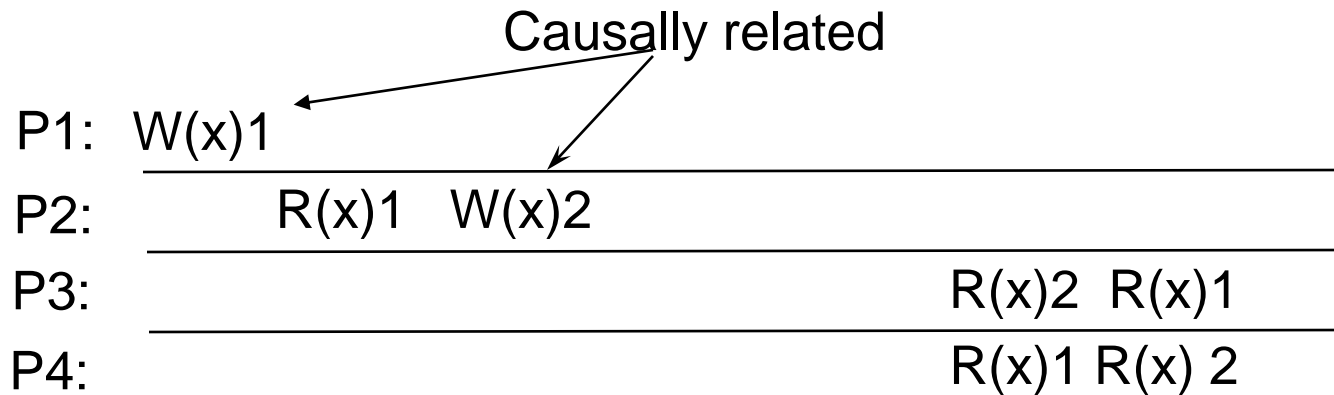 Causally related
P1: W(x)1
P2: R(x)1 W(x)2
P3: R(x)2 R(x)1
P4: R(x)1 R(x) 2